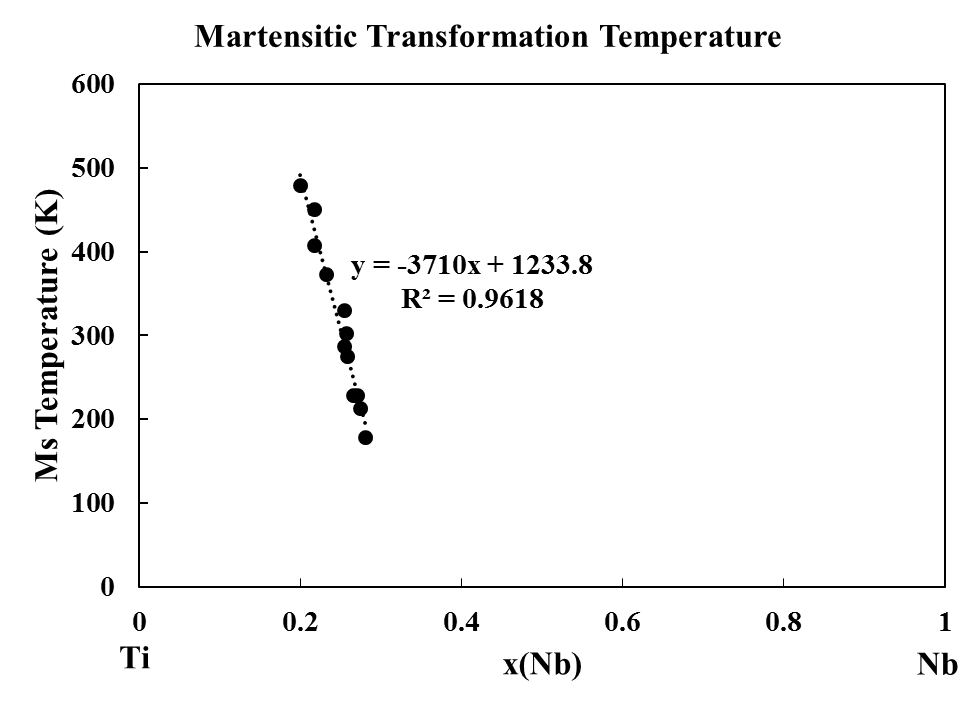 Martensitic Transformation Temperature
600
500
400
300
200
100
0
Ms Temperature (K)
y = -3710x + 1233.8
R² = 0.9618
0 0.2 0.4 0.6 0.8 1
Ti x(Nb) Nb